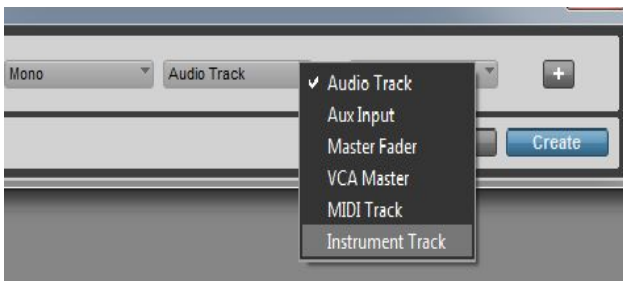 Mono
Audio Track
Audio Track
Aux Input
Master Fader
VCA Master
MIDI Track
Instrument Track
+
Create